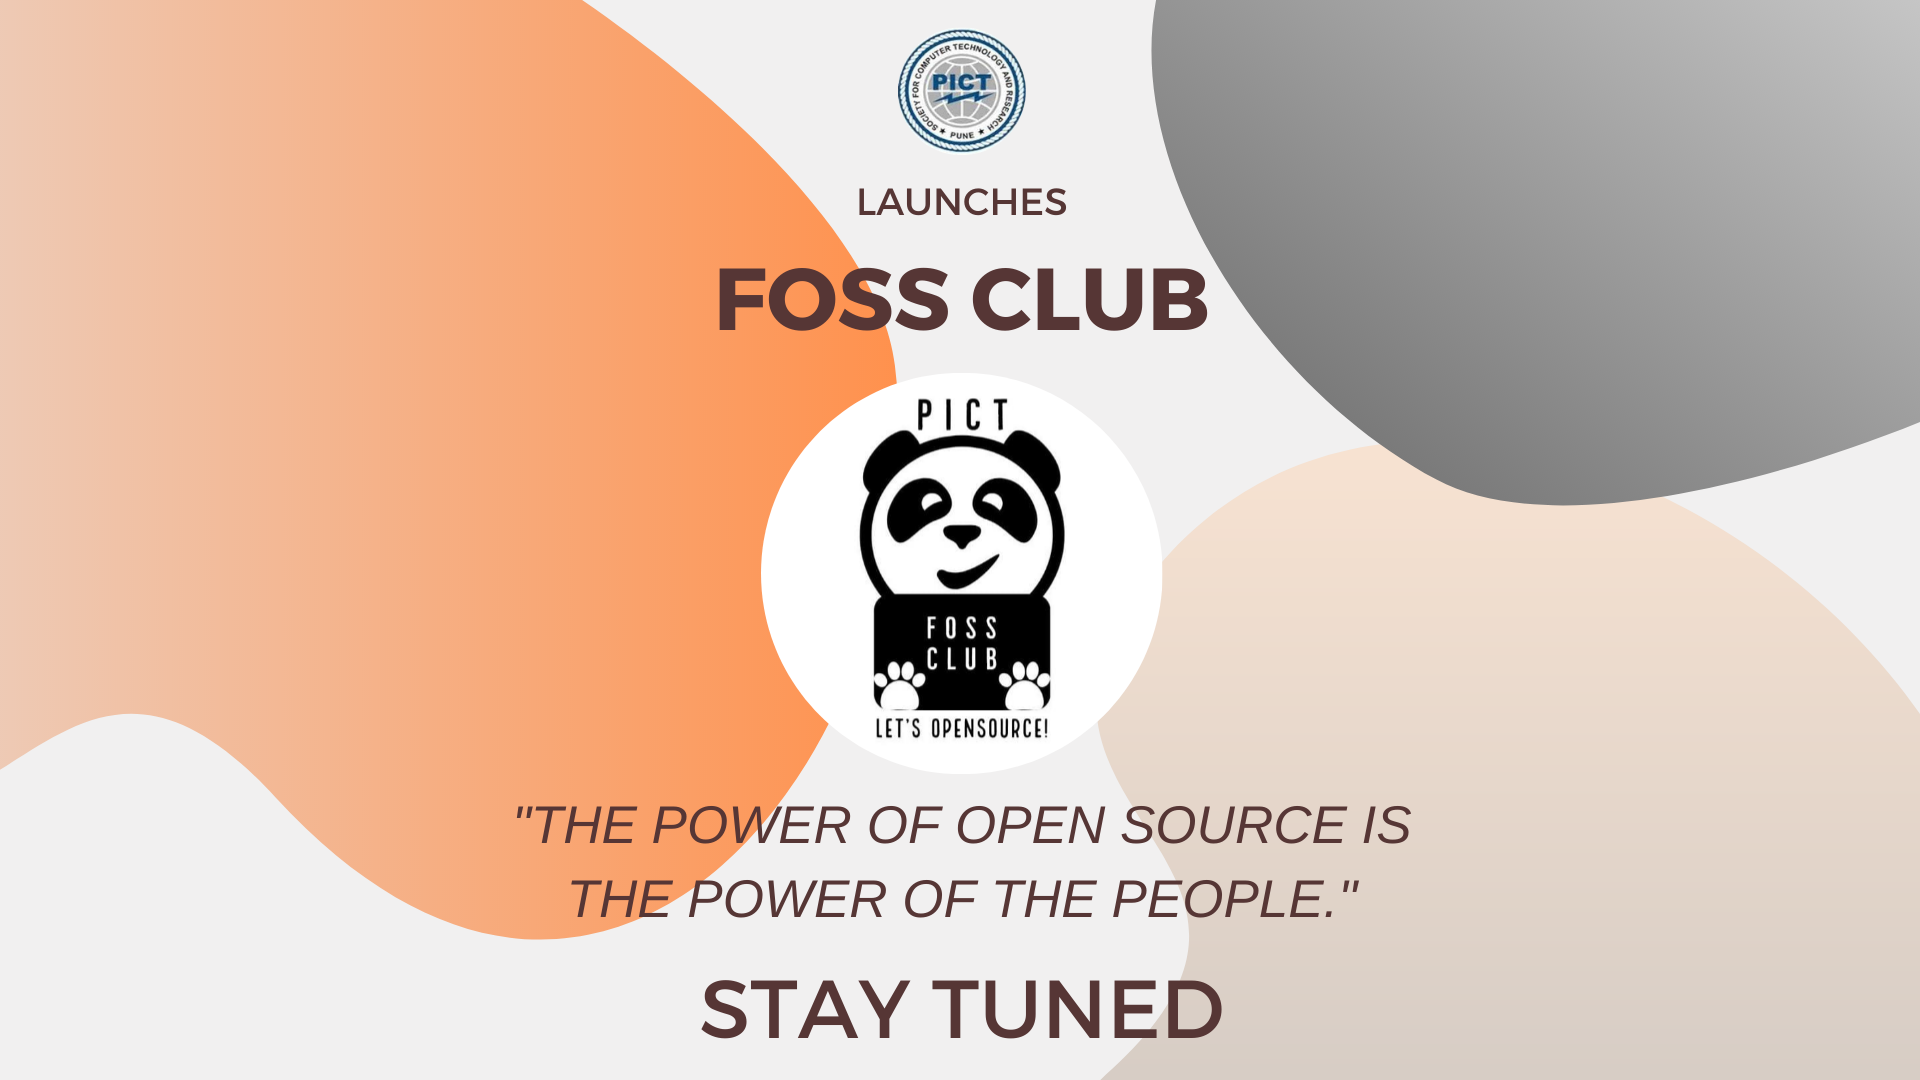 SOCIETY FOR COMPUTER TECHNOLOGY AND RESEARCH
PICT
★ PUNE ★
LAUNCHES
FOSS CLUB
PICT
FOSS
CLUB
LET'S OPENSOURCE!
"THE POWER OF OPEN SOURCE IS
THE POWER OF THE PEOPLE."
STAY TUNED